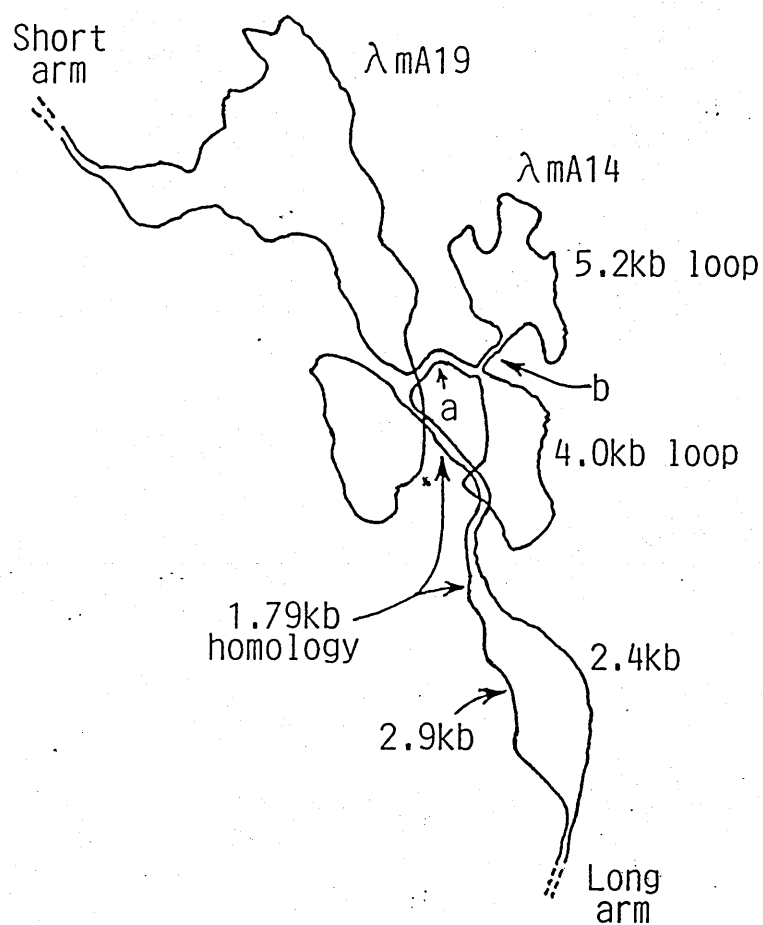 Short
arm
λmA19
λmA14
5.2kb loop
b
a
4.0kb loop
1.79kb
homology
2.4kb
2.9kb
Long
arm